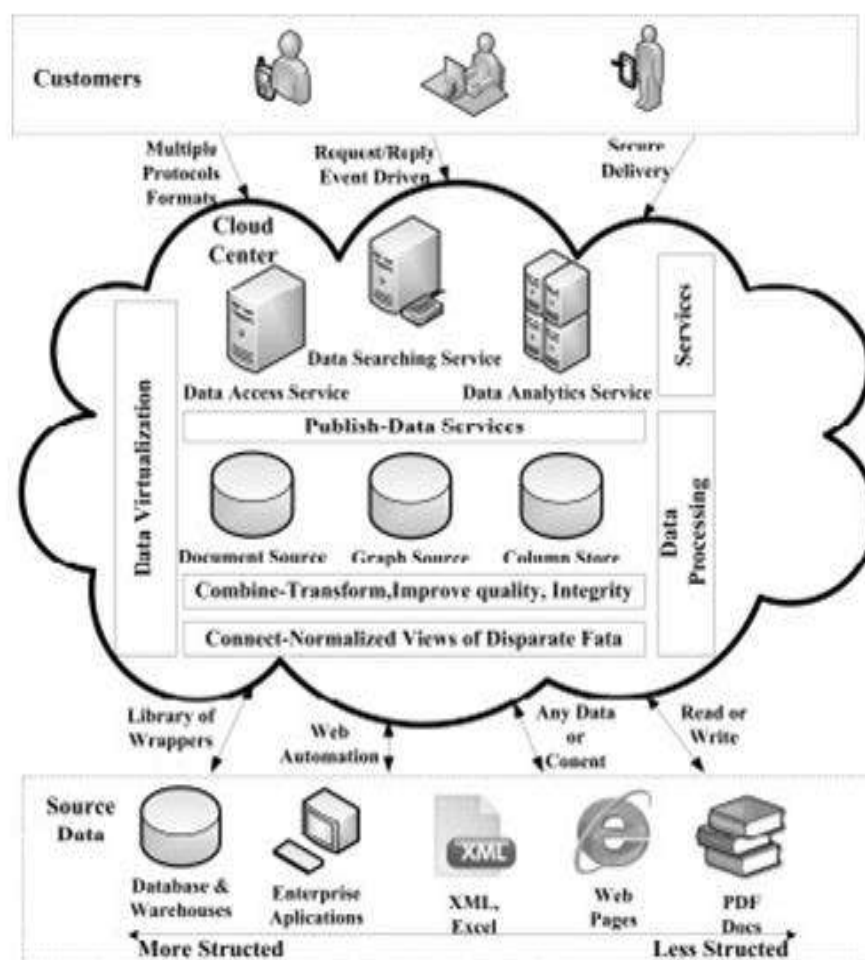 Customers
Multiple
Protocols
Formats
Request/Reply
Event Driven
Secure
Delivery
Cloud
Center
Data Searching Service
Data Access Service
Data Analytics Service
Services
Publish-Data Services
Data Virtualization
Document Source
Graph Source
Column Store
Data
Processing
Combine-Transform,Improve quality, Integrity
Connect-Normalized Views of Disparate Fata
Library of
Wrappers
Web
Automation
Any Data
or
Conent
Read or
Write
Source
Data
XML
Database &
Warehouses
Enterprise
Aplications
XML,
Excel
Web
Pages
PDF
Docs
More Structed
Less Structed